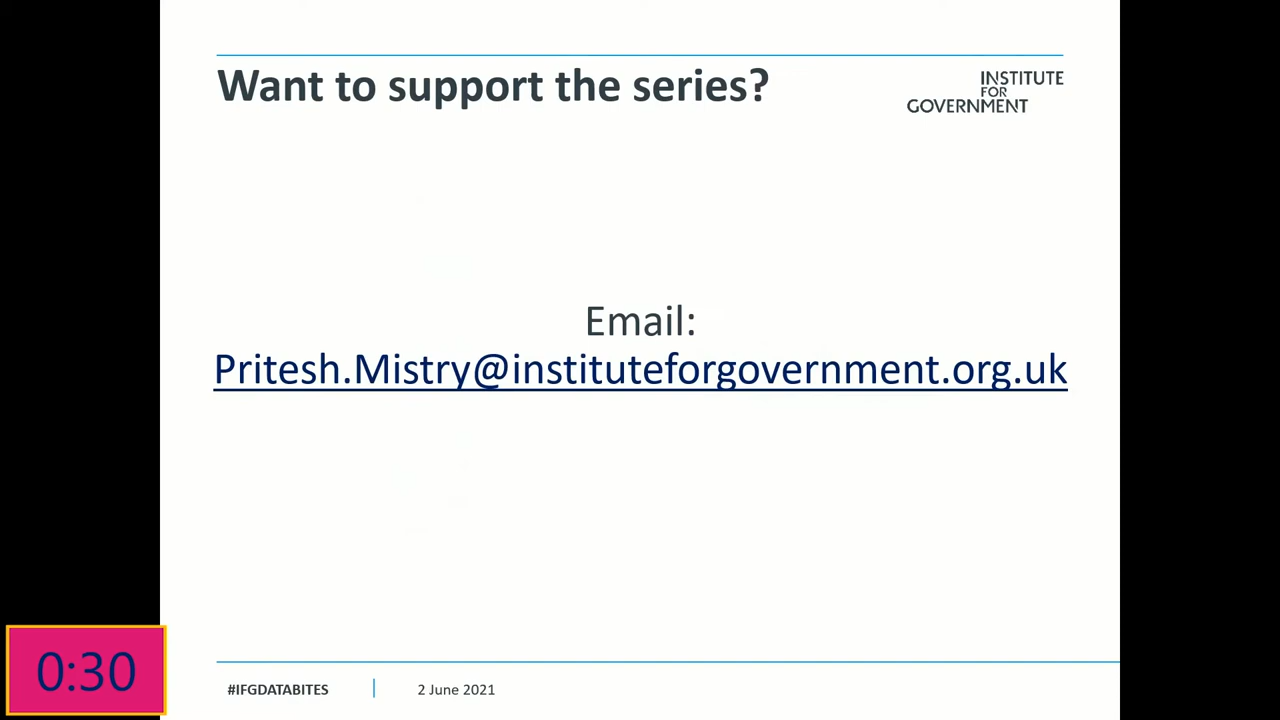 Want to support the series?
INSTITUTE
FOR
GOVERNMENT
Email:
Pritesh.Mistry@instituteforgovernment.org.uk
0:30
#IFGDATABITES
2 June 2021